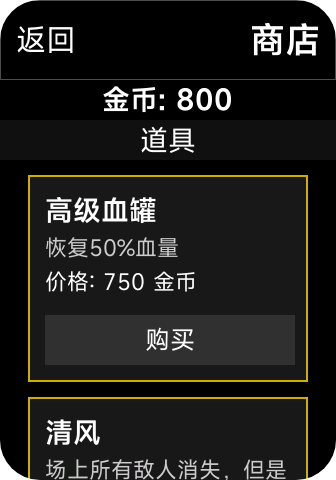 返回
商店
金币: 800
道具
高级血罐
恢复50%血量
价格: 750 金币
购买
清风
场上所有敌人消失，但是